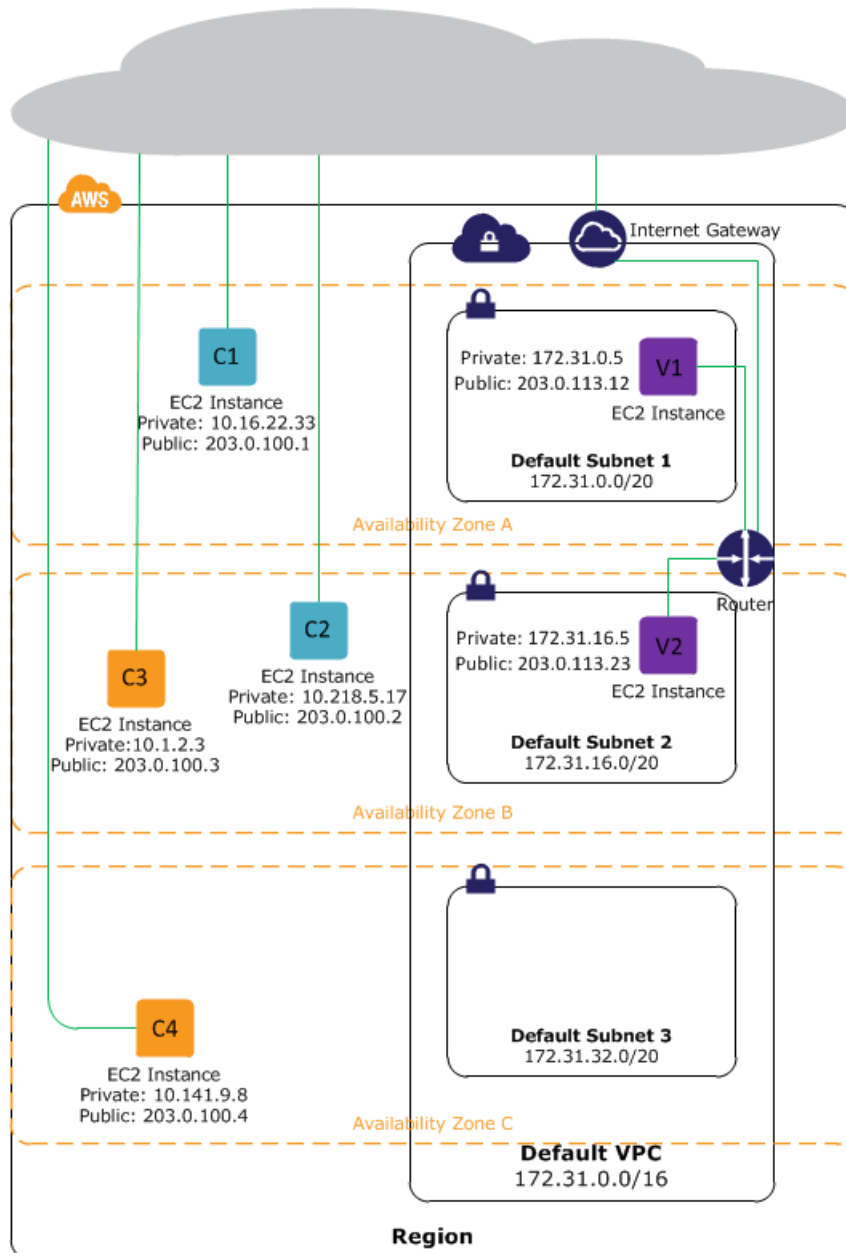 AWS
Internet Gateway
C1
EC2 Instance
Private: 10.16.22.33
Public: 203.0.100.1
Private: 172.31.0.5
Public: 203.0.113.12
V1
EC2 Instance
Default Subnet 1
172.31.0.0/20
Availability Zone A
Router
C3
EC2 Instance
Private:10.1.2.3
Public: 203.0.100.3
C2
EC2 Instance
Private: 10.218.5.17
Public: 203.0.100.2
Private: 172.31.16.5
Public: 203.0.113.23
V2
EC2 Instance
Default Subnet 2
172.31.16.0/20
Availability Zone B
C4
EC2 Instance
Private: 10.141.9.8
Public: 203.0.100.4
Default Subnet 3
172.31.32.0/20
Availability Zone C
Default VPC
172.31.0.0/16
Region